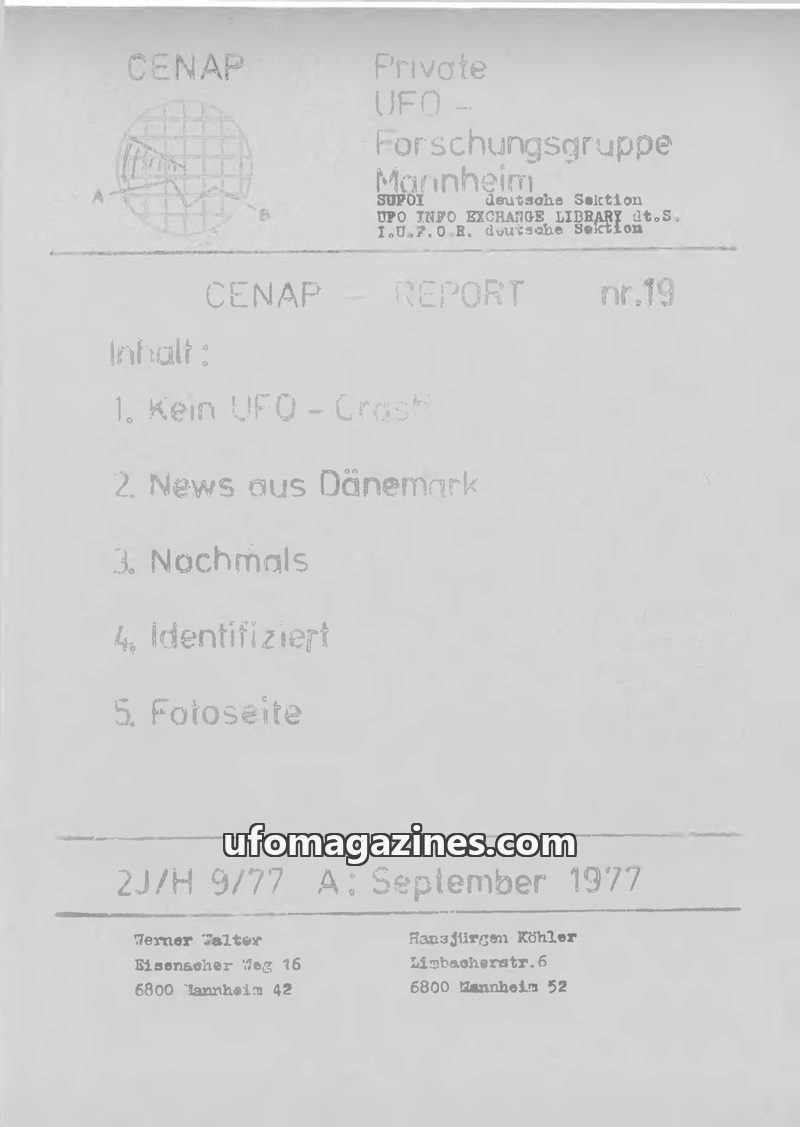 CENAP
Private
UFO -
Forschungsgruppe
Mannheim
SUFOI deutsche Sektion
UFO INFO EXCHANGE LIBRARY dt.S.
I.U.F.O.R. deutsche Sektion
A
B
CENAP - REPORT nr.19
Inhalt:
1. Kein UFO - Crash
2. News aus Dänemark
3. Nochmals
4. Identifiziert
5. Fotoseite
ufomagazines.com
2J/H 9/77 A: September 1977
Werner Walter
Eisenacher Weg 16
6800 Mannheim 42
Hansjürgen Köhler
Limbacherstr.6
6800 Mannheim 52